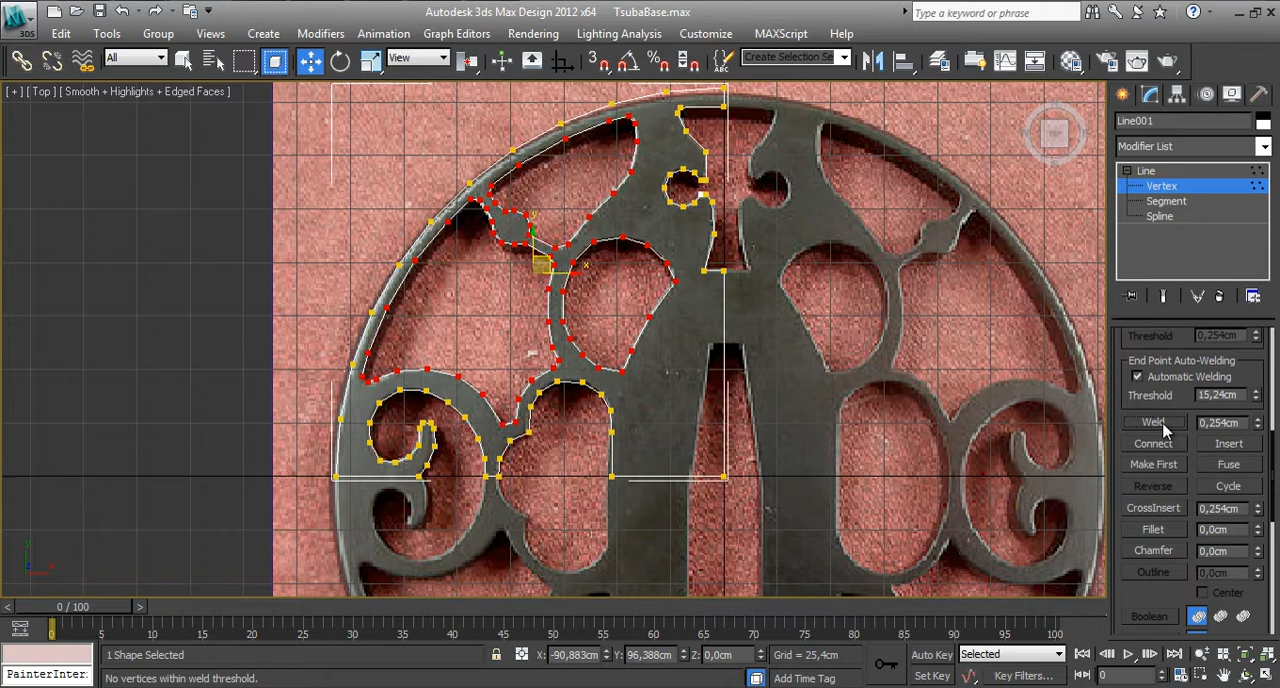 Autodesk 3ds Max Design 2012 x64 TsubaBase.max
Type a keyword or phrase
3DS
Edit Tools Group Views Create Modifiers Animation Graph Editors Rendering Lighting Analysis Customize MAXScript Help
All View Create Selection Se
[ + ] [ Top ] [ Smooth + Highlights + Edged Faces ]
TOP
Line001
Modifier List
Line
Vertex
Segment
Spline
Threshold 0,254cm
End Point Auto-Welding
Automatic Welding
Threshold 15,24cm
Weld 0,254cm
Connect Insert
Make First Fuse
Reverse Cycle
CrossInsert 0,254cm
Fillet 0,0cm
Chamfer 0,0cm
Outline 0,0cm
Center
Boolean
y
x
< 0 / 100 >
0 5 10 15 20 25 30 35 40 45 50 55 60 65 70 75 80 85 90 95 100
1 Shape Selected X: -90,883cm Y: 96,388cm Z: 0,0cm Grid = 25,4cm Auto Key Selected
PainterInter: No vertices within weld threshold. Add Time Tag Set Key Key Filters... 0